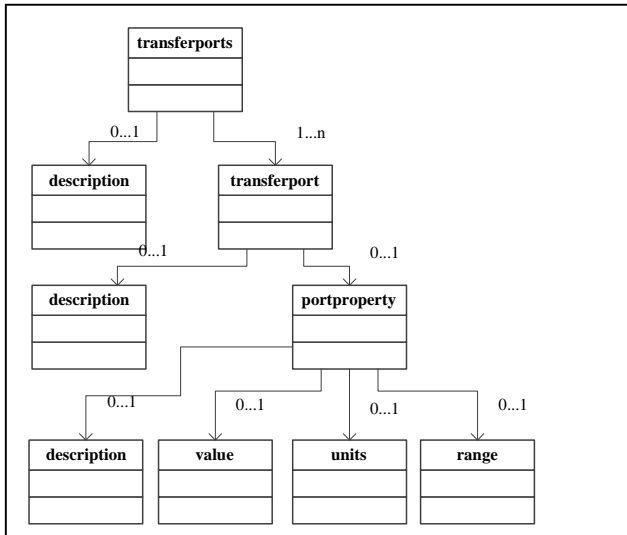 transferports
0...1
1...n
description
transferport
0...1
0...1
description
portproperty
0...1
0...1
0...1
0...1
description
value
units
range